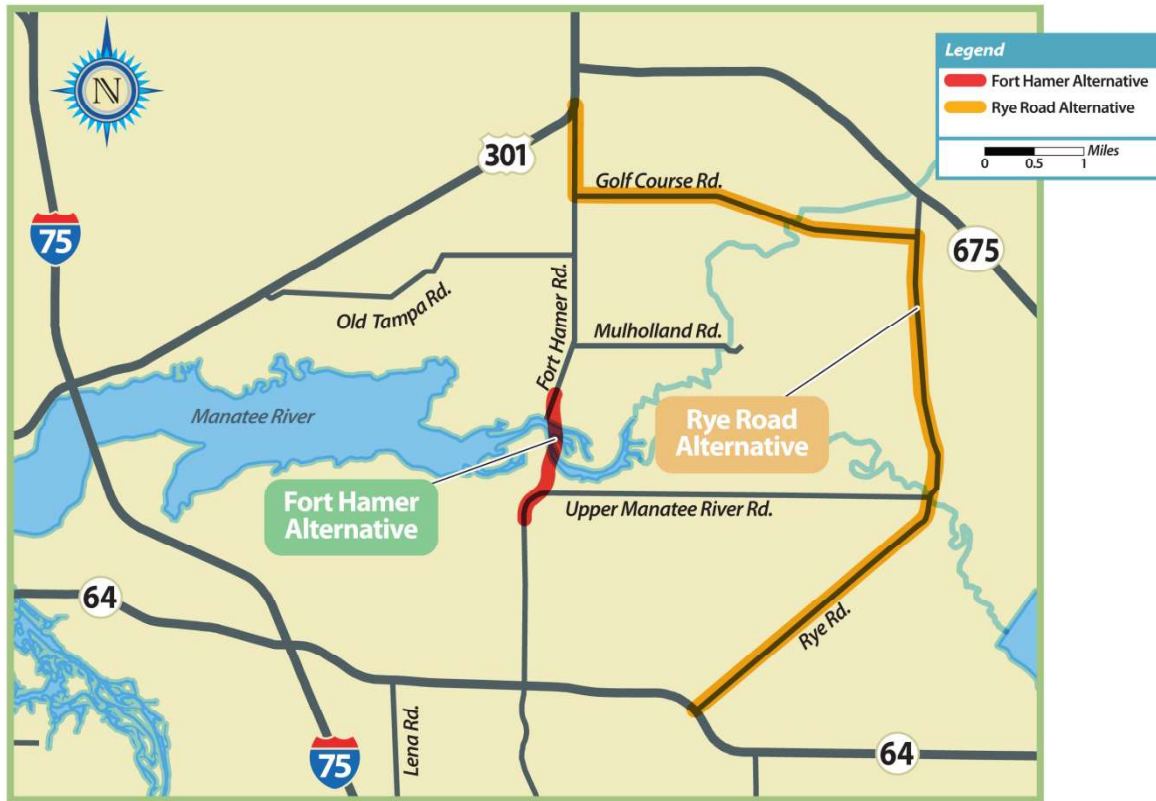 N
Legend
Fort Hamer Alternative
Rye Road Alternative
Miles
0 0.5 1
301
Golf Course Rd.
75
675
Old Tampa Rd.
Fort Hamer Rd.
Mulholland Rd.
Manatee River
Rye Road
Alternative
Fort Hamer
Alternative
Upper Manatee River Rd.
64
Rye Rd.
Lena Rd.
75
64